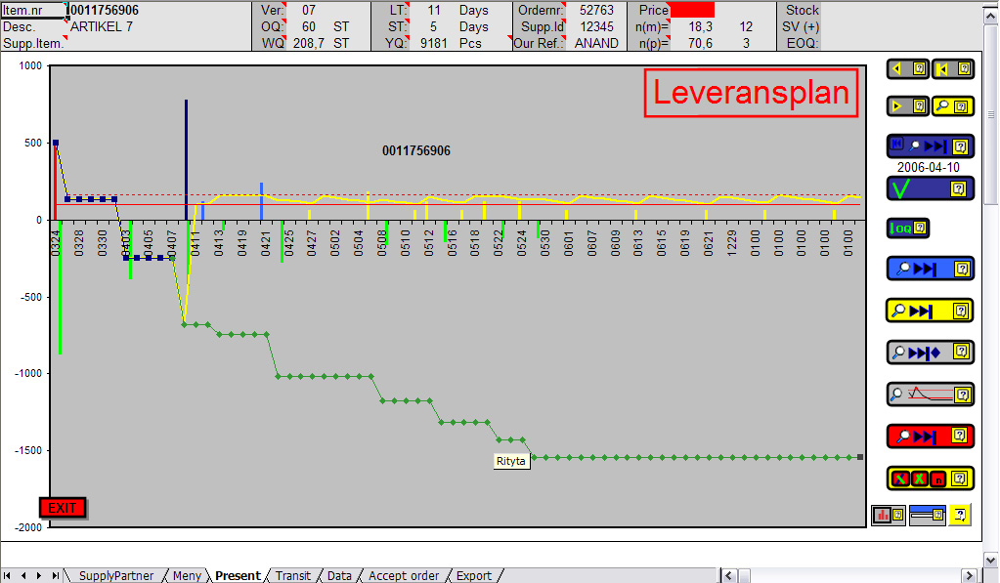 Item.nr 0011756906 Ver: 07 LT: 11 Days Ordernr: 52763 Price Stock
Desc. ARTIKEL 7 OQ: 60 ST ST: 5 Days Supp.Id 12345 n(m)= 18,3 12 SV (+)
Supp.Item. WQ 208,7 ST YQ: 9181 Pcs Our Ref.: ANAND n(p)= 70,6 3 EOQ:
1000
Leveransplan
500
0011756906
2006-04-10
0
0324 0328 0330 0403 0405 0407 0411 0413 0419 0421 0425 0427 0502 0504 0508 0510 0512 0516 0518 0522 0524 0530 0601 0607 0609 0613 0615 0619 0621 1229 0100 0100 0100 0100 0100
OQ
-500
-1000
-1500
Rityta
EXIT
-2000
SupplyPartner Meny Present Transit Data Accept order Export